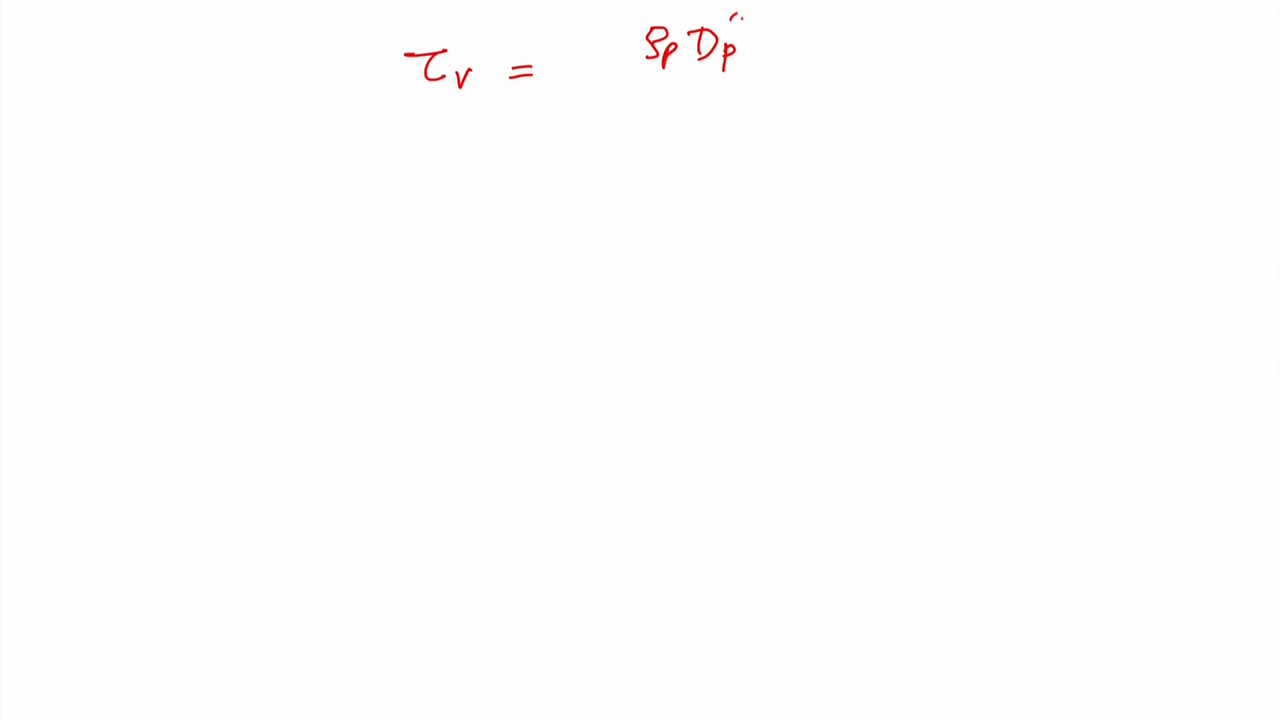 τᵥ = ρₚ Dₚ